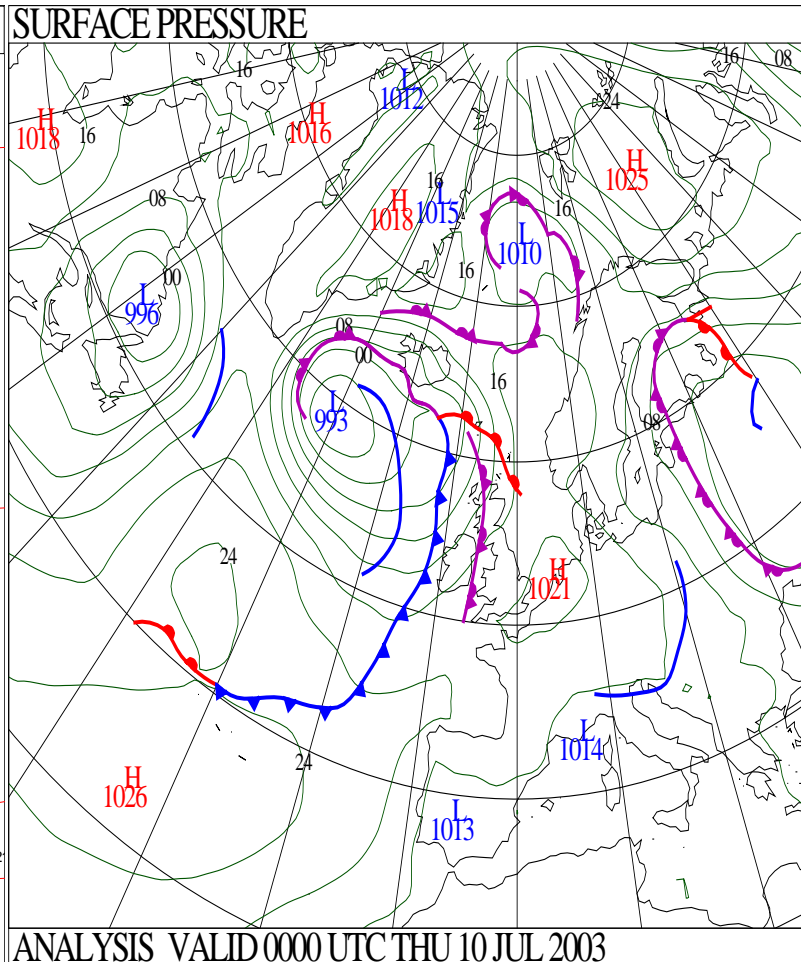 SURFACE PRESSURE
16
08
16
L
1012
24
H
1018
16
H
1016
H
1025
16
H
1018
L
1015
16
08
L
1010
16
00
L
996
08
00
16
L
993
08
24
H
1021
L
1014
24
H
1026
L
1013
ANALYSIS VALID 0000 UTC THU 10 JUL 2003